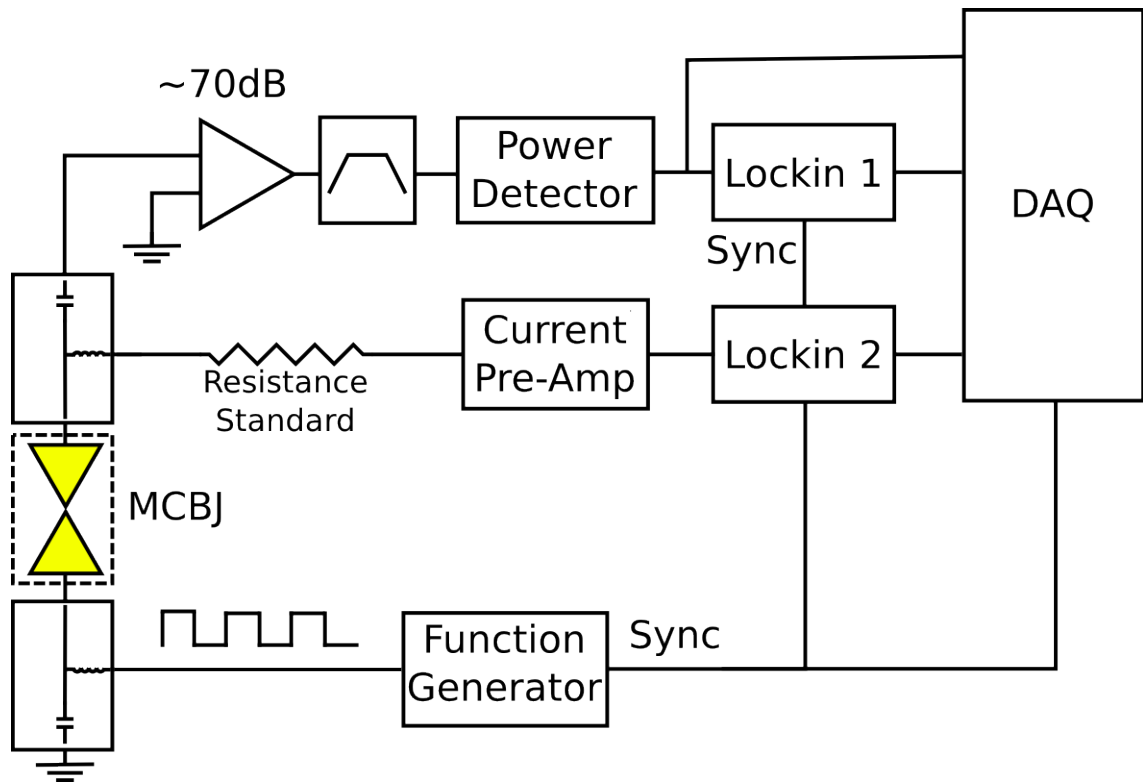 ~70dB
Power
Detector
Lockin 1
DAQ
Sync
Current
Pre-Amp
Lockin 2
Resistance
Standard
MCBJ
Function
Generator
Sync